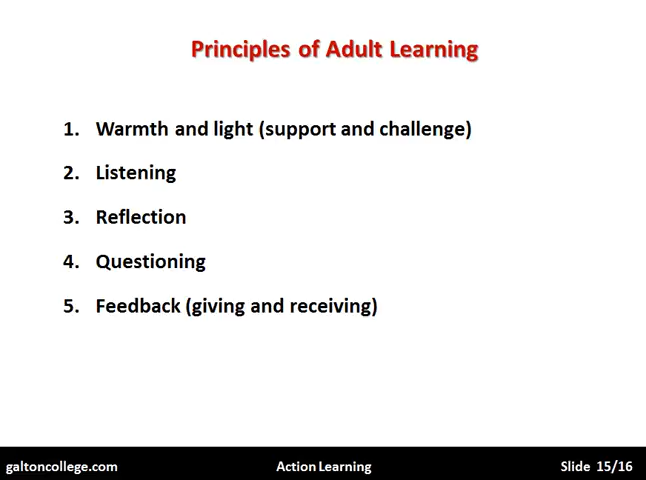 Principles of Adult Learning
1. Warmth and light (support and challenge)
2. Listening
3. Reflection
4. Questioning
5. Feedback (giving and receiving)
galtoncollege.com Action Learning Slide 15/16